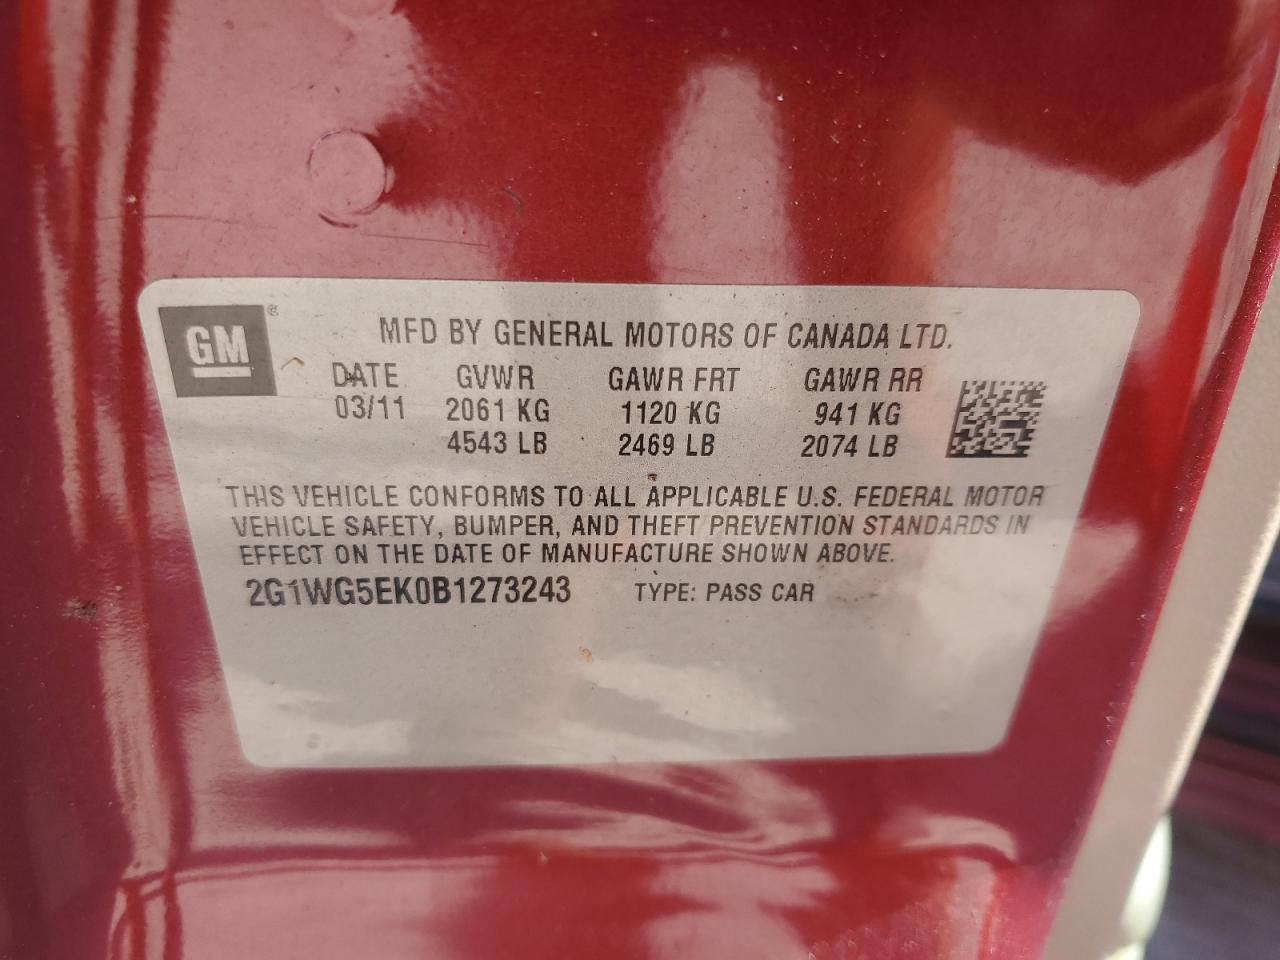 GM®
MFD BY GENERAL MOTORS OF CANADA LTD.
DATE GVWR GAWR FRT GAWR RR
03/11 2061 KG 1120 KG 941 KG
4543 LB 2469 LB 2074 LB
THIS VEHICLE CONFORMS TO ALL APPLICABLE U.S. FEDERAL MOTOR
VEHICLE SAFETY, BUMPER, AND THEFT PREVENTION STANDARDS IN
EFFECT ON THE DATE OF MANUFACTURE SHOWN ABOVE.
2G1WG5EK0B1273243 TYPE: PASS CAR